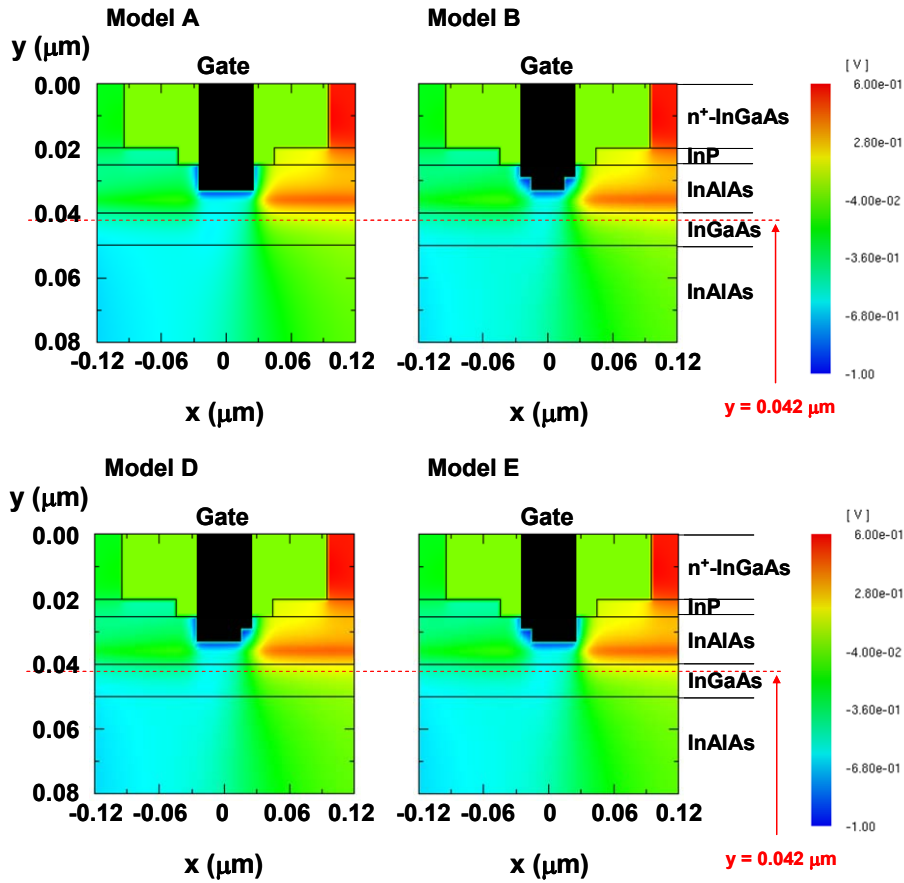 Model A
Model B
y (μm)
Gate
Gate
[ V ]
0.00
0.02
0.04
0.06
0.08
n+-InGaAs
InP
InAlAs
InGaAs
InAlAs
6.00e-01
2.80e-01
-4.00e-02
-3.60e-01
-6.80e-01
-1.00
-0.12 -0.06 0 0.06 0.12
-0.12 -0.06 0 0.06 0.12
x (μm)
x (μm)
y = 0.042 μm
Model D
Model E
y (μm)
Gate
Gate
[ V ]
0.00
0.02
0.04
0.06
0.08
n+-InGaAs
InP
InAlAs
InGaAs
InAlAs
6.00e-01
2.80e-01
-4.00e-02
-3.60e-01
-6.80e-01
-1.00
-0.12 -0.06 0 0.06 0.12
-0.12 -0.06 0 0.06 0.12
x (μm)
x (μm)
y = 0.042 μm